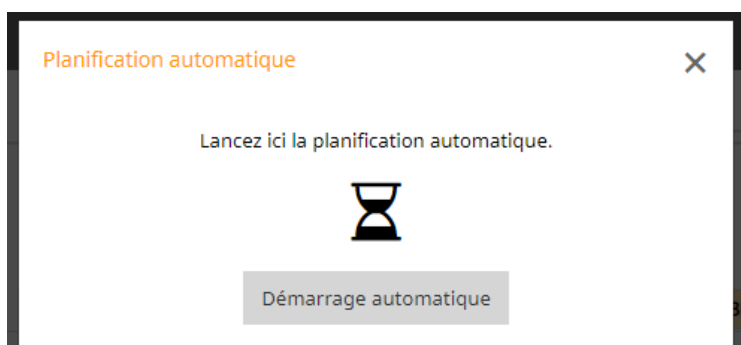 Planification automatique
Lancez ici la planification automatique.
Démarrage automatique